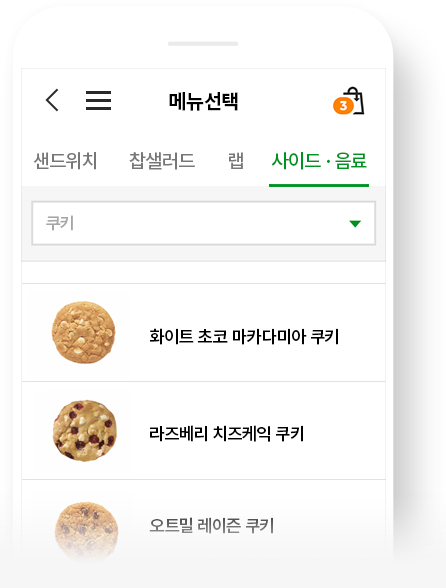 메뉴선택
3
샌드위치 찹샐러드 랩 사이드 · 음료
쿠키
화이트 초코 마카다미아 쿠키
라즈베리 치즈케익 쿠키
오트밀 레이즌 쿠키